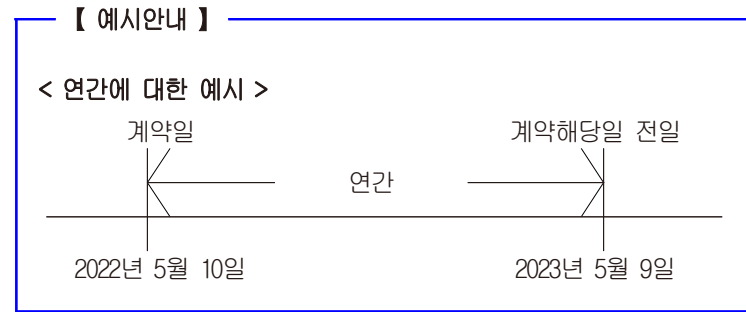 【 예시안내 】
< 연간에 대한 예시 >
계약일 계약해당일 전일
연간
2022년 5월 10일 2023년 5월 9일